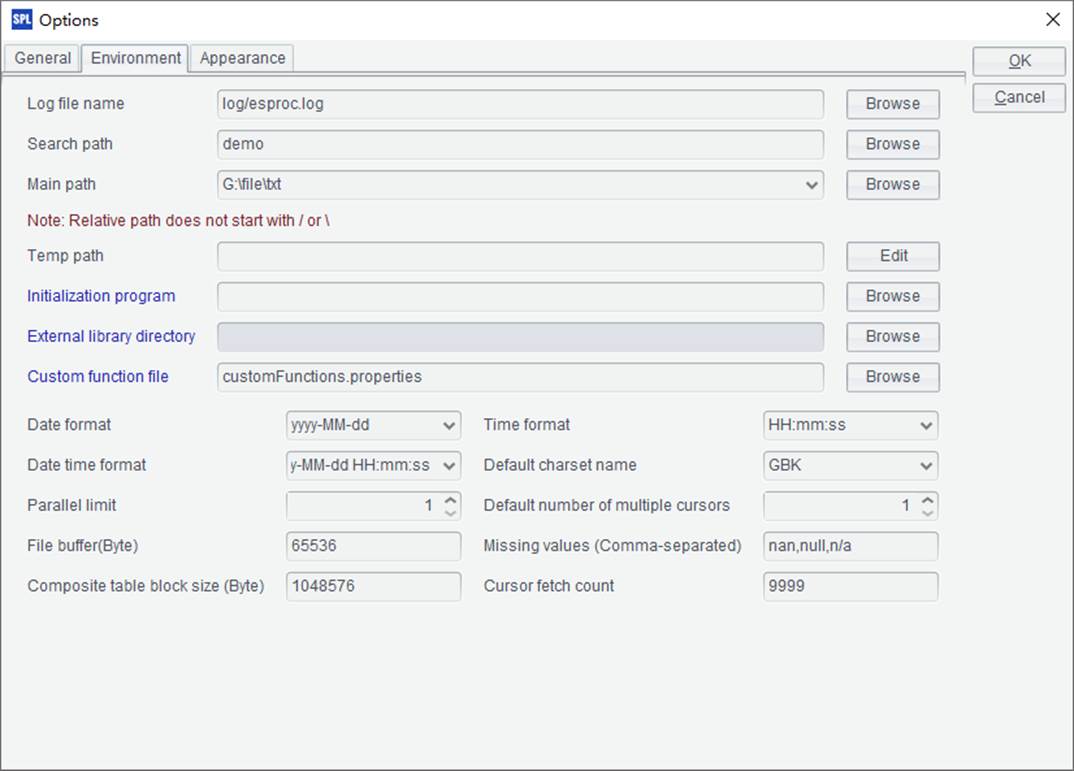 SPL Options
General Environment Appearance OK
Cancel
Log file name log/esproc.log Browse
Search path demo Browse
Main path G:\file\txt Browse
Note: Relative path does not start with / or \
Temp path Edit
Initialization program Browse
External library directory Browse
Custom function file customFunctions.properties Browse
Date format yyyy-MM-dd Time format HH:mm:ss
Date time format y-MM-dd HH:mm:ss Default charset name GBK
Parallel limit 1 Default number of multiple cursors 1
File buffer(Byte) 65536 Missing values (Comma-separated) nan,null,n/a
Composite table block size (Byte) 1048576 Cursor fetch count 9999